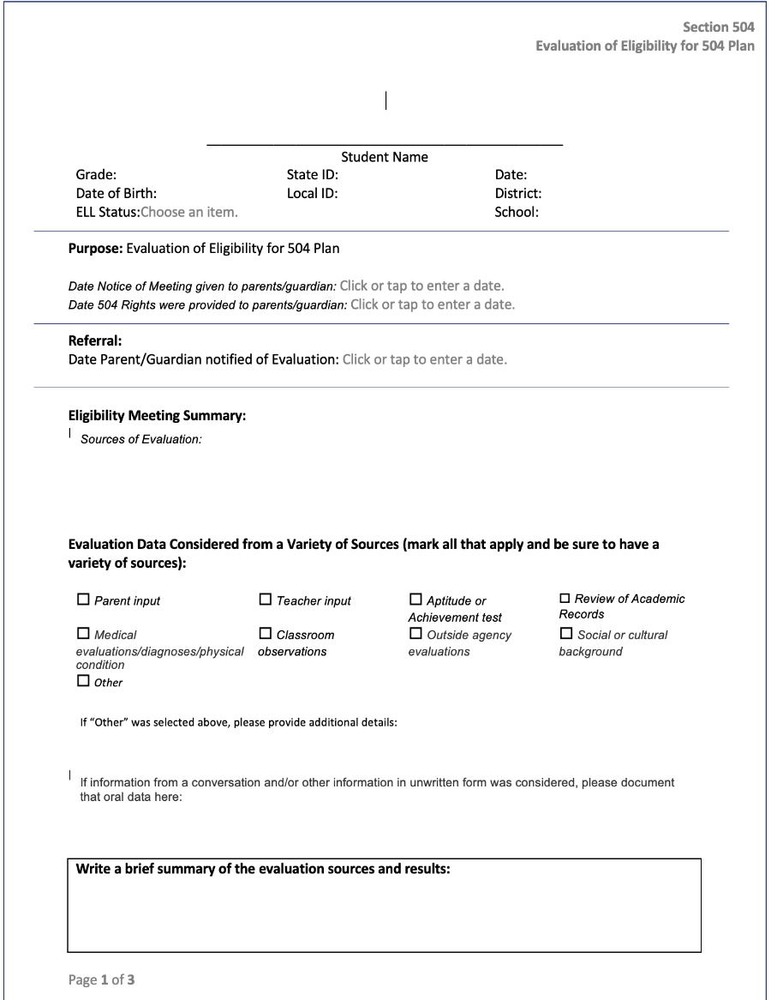 Section 504
Evaluation of Eligibility for 504 Plan
Student Name
Grade: State ID: Date:
Date of Birth: Local ID: District:
ELL Status:Choose an item. School:
Purpose: Evaluation of Eligibility for 504 Plan
Date Notice of Meeting given to parents/guardian: Click or tap to enter a date.
Date 504 Rights were provided to parents/guardian: Click or tap to enter a date.
Referral:
Date Parent/Guardian notified of Evaluation: Click or tap to enter a date.
Eligibility Meeting Summary:
Sources of Evaluation:
Evaluation Data Considered from a Variety of Sources (mark all that apply and be sure to have a
variety of sources):
☐ Parent input ☐ Teacher input ☐ Aptitude or ☐ Review of Academic
Achievement test Records
☐ Medical ☐ Classroom ☐ Outside agency ☐ Social or cultural
evaluations/diagnoses/physical observations evaluations background
condition
☐ Other
If “Other” was selected above, please provide additional details:
If information from a conversation and/or other information in unwritten form was considered, please document
that oral data here:
Write a brief summary of the evaluation sources and results:
Page 1 of 3